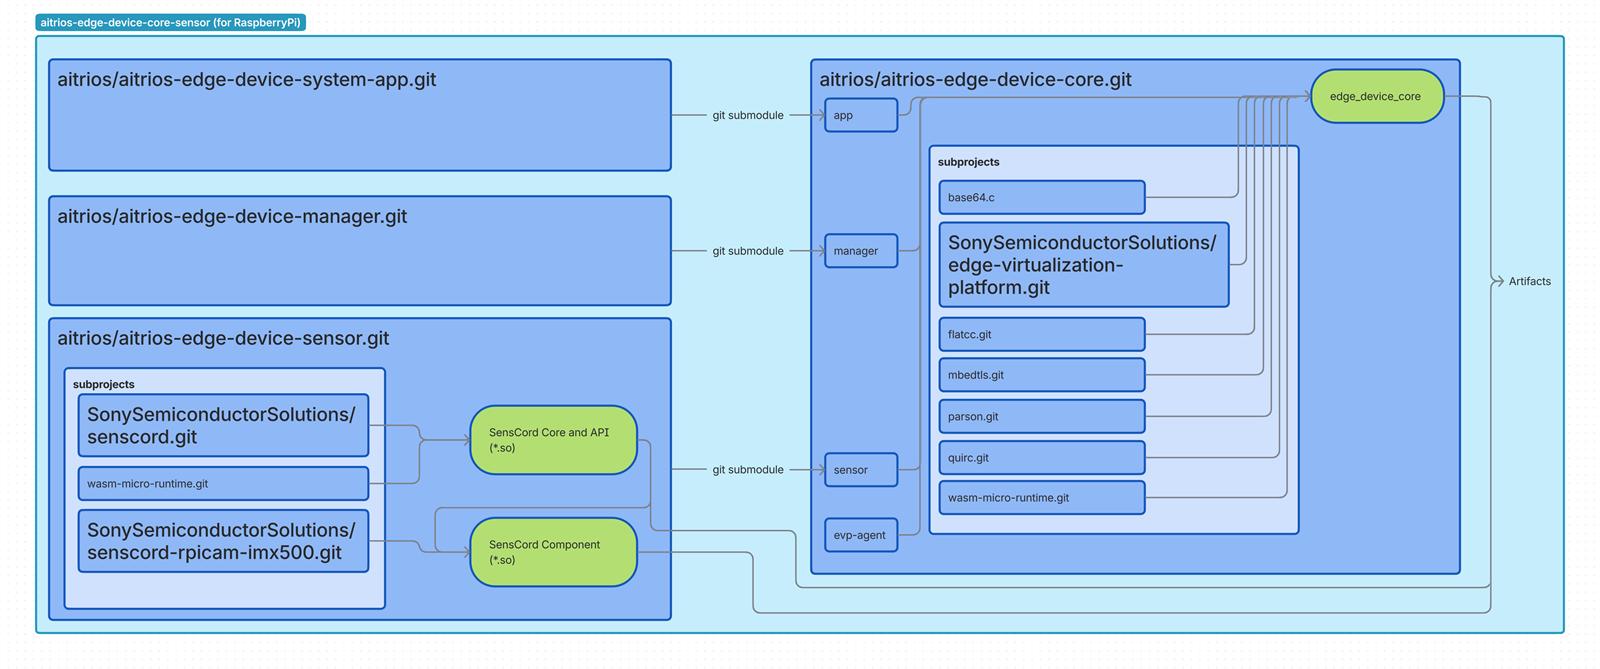 aitrios-edge-device-core-sensor (for RaspberryPi)
aitrios/aitrios-edge-device-system-app.git
git submodule
aitrios/aitrios-edge-device-manager.git
git submodule
aitrios/aitrios-edge-device-sensor.git
subprojects
SonySemiconductorSolutions/
senscord.git
wasm-micro-runtime.git
SonySemiconductorSolutions/
senscord-rpicam-imx500.git
SensCord Core and API
(*.so)
SensCord Component
(*.so)
git submodule
aitrios/aitrios-edge-device-core.git
app
manager
sensor
evp-agent
subprojects
base64.c
SonySemiconductorSolutions/
edge-virtualization-
platform.git
flatcc.git
mbedtls.git
parson.git
quirc.git
wasm-micro-runtime.git
edge_device_core
Artifacts